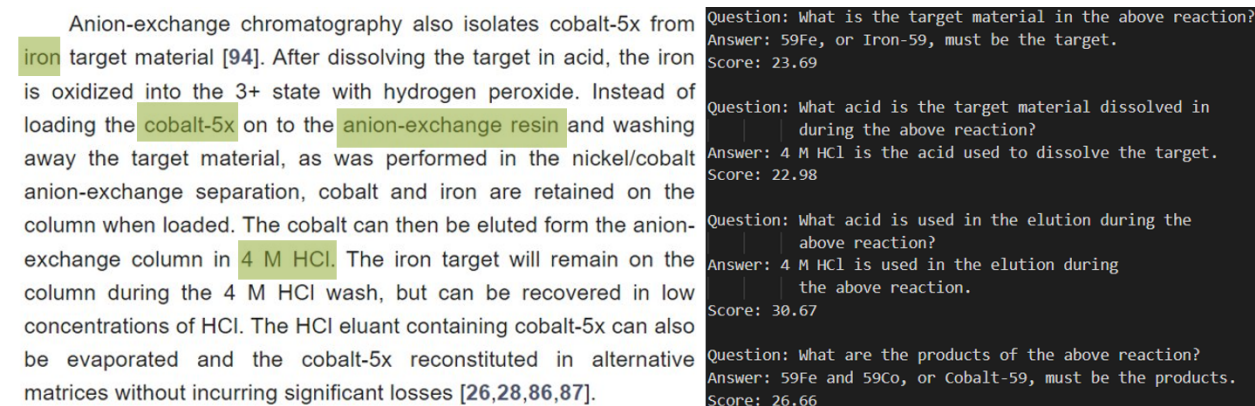 Anion-exchange chromatography also isolates cobalt-5x from
iron target material [94]. After dissolving the target in acid, the iron
is oxidized into the 3+ state with hydrogen peroxide. Instead of
loading the cobalt-5x on to the anion-exchange resin and washing
away the target material, as was performed in the nickel/cobalt
anion-exchange separation, cobalt and iron are retained on the
column when loaded. The cobalt can then be eluted form the anion-
exchange column in 4 M HCl. The iron target will remain on the
column during the 4 M HCl wash, but can be recovered in low
concentrations of HCl. The HCl eluant containing cobalt-5x can also
be evaporated and the cobalt-5x reconstituted in alternative
matrices without incurring significant losses [26,28,86,87].
Question: What is the target material in the above reaction?
Answer: 59Fe, or Iron-59, must be the target.
Score: 23.69
Question: What acid is the target material dissolved in
during the above reaction?
Answer: 4 M HCl is the acid used to dissolve the target.
Score: 22.98
Question: What acid is used in the elution during the
above reaction?
Answer: 4 M HCl is used in the elution during
the above reaction.
Score: 30.67
Question: What are the products of the above reaction?
Answer: 59Fe and 59Co, or Cobalt-59, must be the products.
Score: 26.66